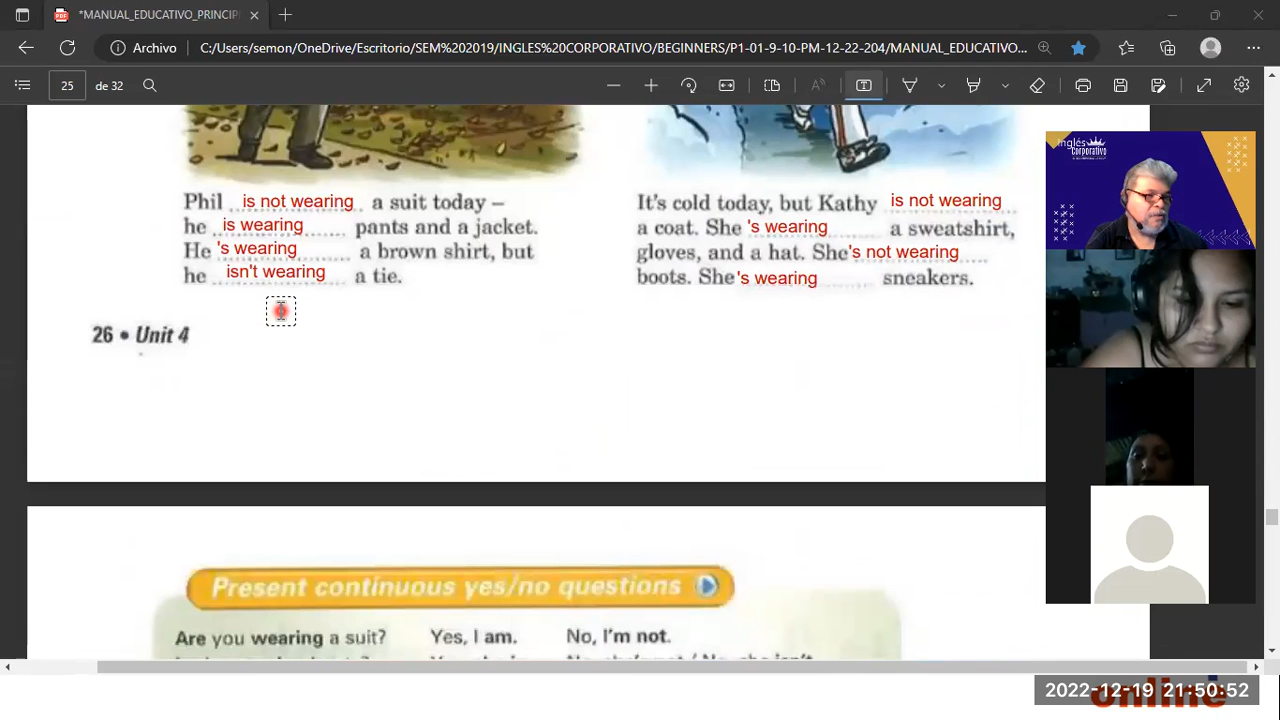 *MANUAL_EDUCATIVO_PRINCIP
Archivo
C:/Users/semon/OneDrive/Escritorio/SEM%202019/INGLES%20CORPORATIVO/BEGINNERS/P1-01-9-10-PM-12-22-204/MANUAL_EDUCATIVO...
25 de 32
Phil is not wearing a suit today –
he is wearing pants and a jacket.
He 's wearing a brown shirt, but
he isn't wearing a tie.
It's cold today, but Kathy is not wearing
a coat. She 's wearing a sweatshirt,
gloves, and a hat. She 's not wearing
boots. She 's wearing sneakers.
26 • Unit 4
Present continuous yes/no questions
Are you wearing a suit? Yes, I am. No, I'm not.
Inglés
Corporativo
online
2022-12-19 21:50:52